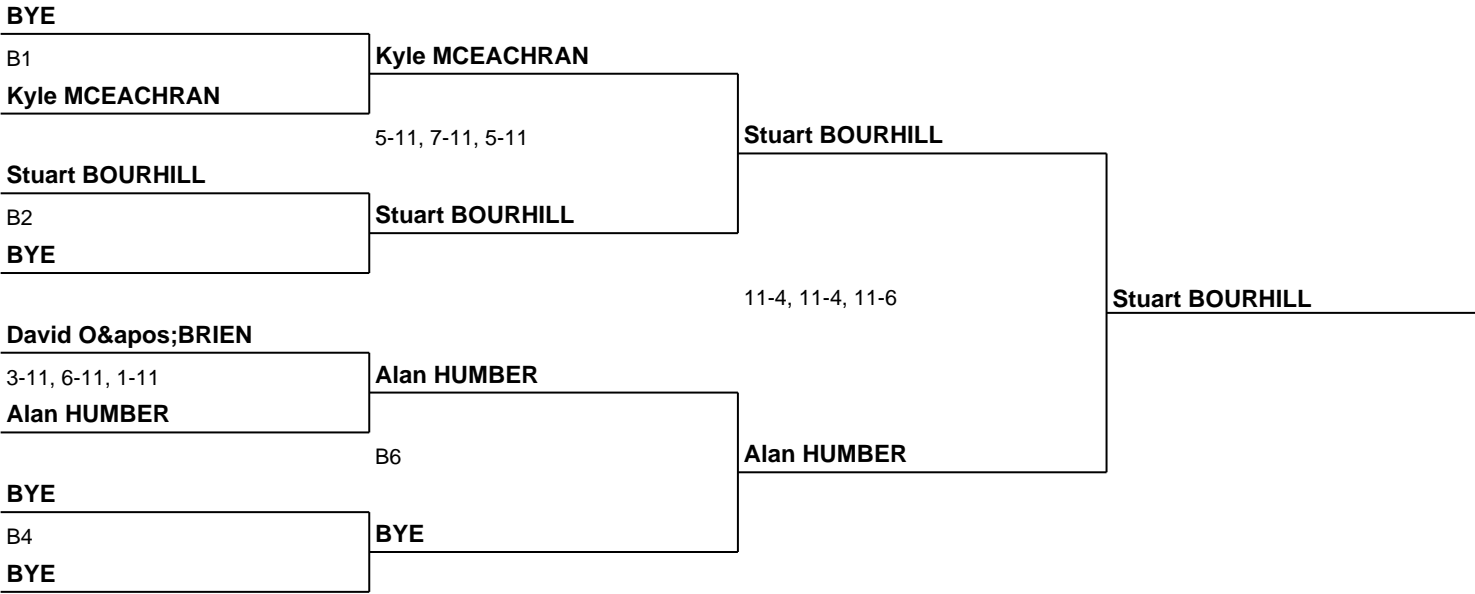 BYE
B1
Kyle MCEACHRAN
Kyle MCEACHRAN
5-11, 7-11, 5-11
Stuart BOURHILL
Stuart BOURHILL
B2
Stuart BOURHILL
BYE
11-4, 11-4, 11-6
Stuart BOURHILL
David O&apos;BRIEN
3-11, 6-11, 1-11
Alan HUMBER
Alan HUMBER
B6
Alan HUMBER
BYE
B4
BYE
BYE